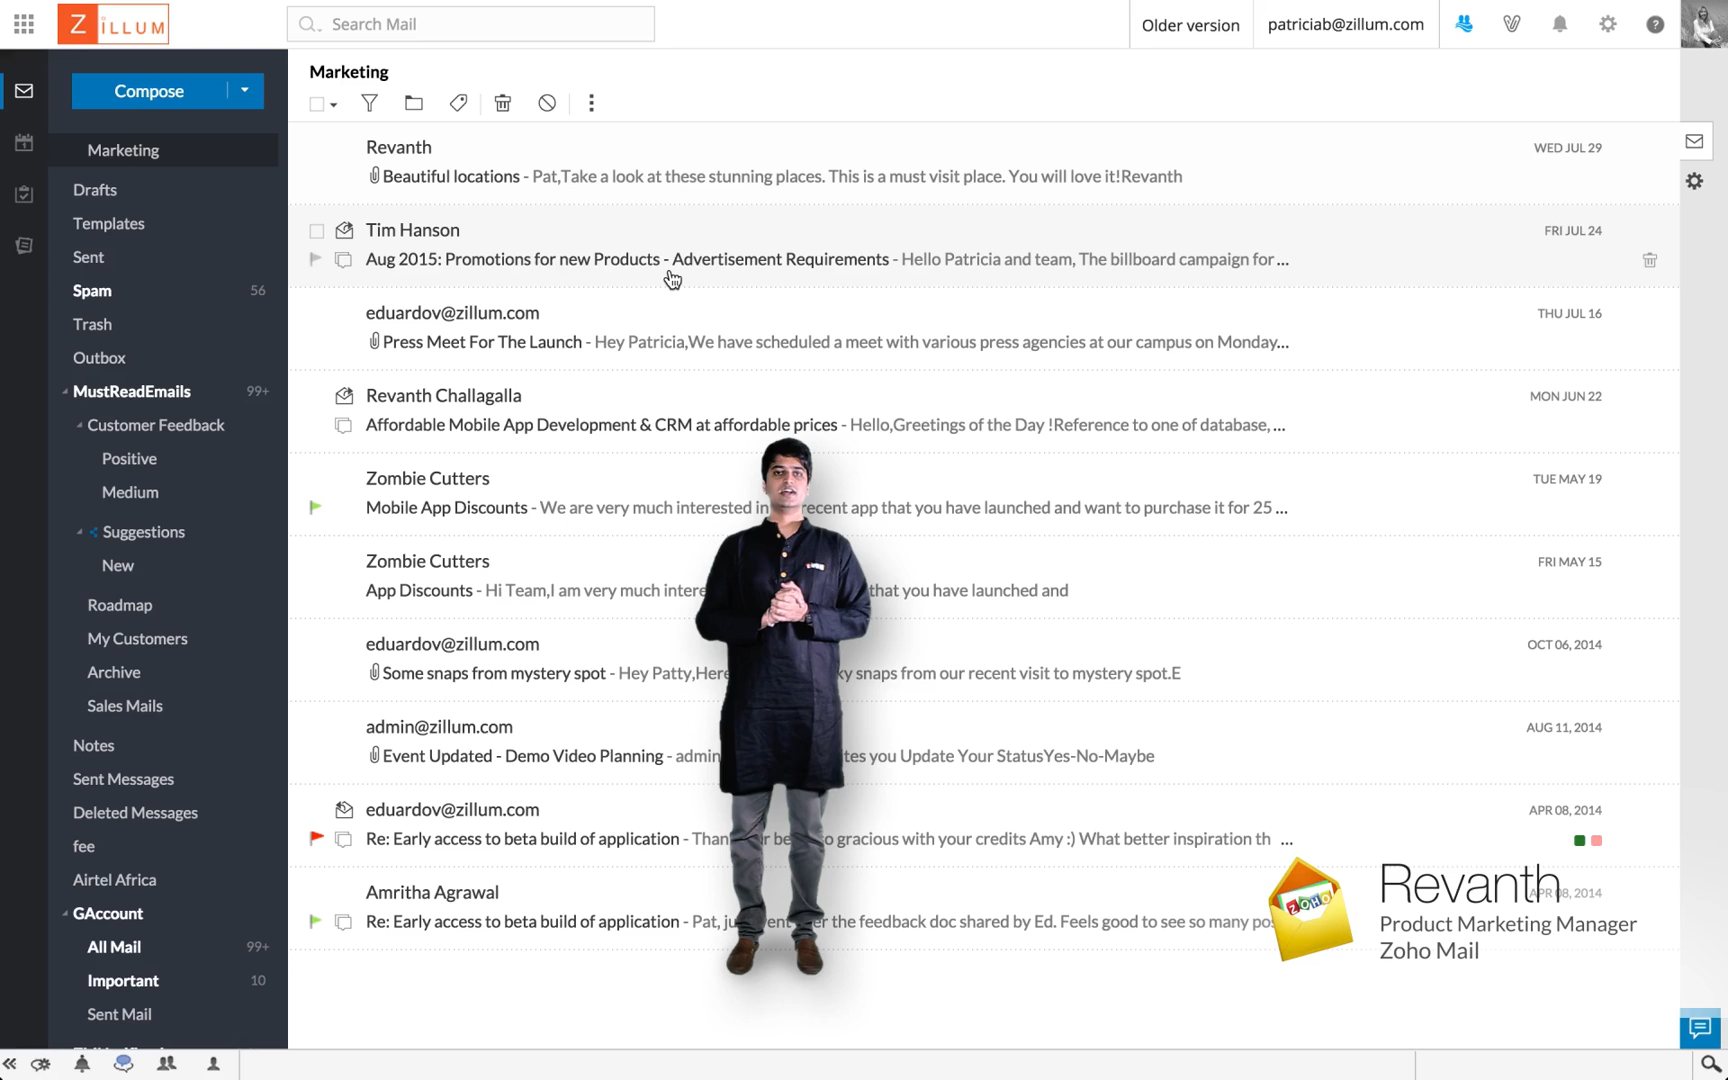 ZILLUM
Search Mail
Older version
patriciab@zillum.com
Compose
Marketing
Drafts
Templates
Sent
Spam 56
Trash
Outbox
MustReadEmails 99+
Customer Feedback
Positive
Medium
Suggestions
New
Roadmap
My Customers
Archive
Sales Mails
Notes
Sent Messages
Deleted Messages
fee
Airtel Africa
GAccount
All Mail 99+
Important 10
Sent Mail
Marketing
Revanth WED JUL 29
Beautiful locations - Pat,Take a look at these stunning places. This is a must visit place. You will love it!Revanth
Tim Hanson FRI JUL 24
Aug 2015: Promotions for new Products - Advertisement Requirements - Hello Patricia and team, The billboard campaign for...
eduardov@zillum.com THU JUL 16
Press Meet For The Launch - Hey Patricia,We have scheduled a meet with various press agencies at our campus on Monday...
Revanth Challagalla MON JUN 22
Affordable Mobile App Development & CRM at affordable prices - Hello,Greetings of the Day !Reference to one of database, ...
Zombie Cutters TUE MAY 19
Mobile App Discounts - We are very much interested in recent app that you have launched and want to purchase it for 25 ...
Zombie Cutters FRI MAY 15
App Discounts - Hi Team,I am very much that you have launched and
eduardov@zillum.com OCT 06, 2014
Some snaps from mystery spot - Hey Patty,Here snaps from our recent visit to mystery spot.E
admin@zillum.com AUG 11, 2014
Event Updated - Demo Video Planning - admin you Update Your StatusYes-No-Maybe
eduardov@zillum.com APR 08, 2014
Re: Early access to beta build of application - gracious with your credits Amy :) What better inspiration th ...
Amritha Agrawal 08, 2014
Re: Early access to beta build of application - Pat, the feedback doc shared by Ed. Feels good to see so many
ZOHO
Revanth
Product Marketing Manager
Zoho Mail